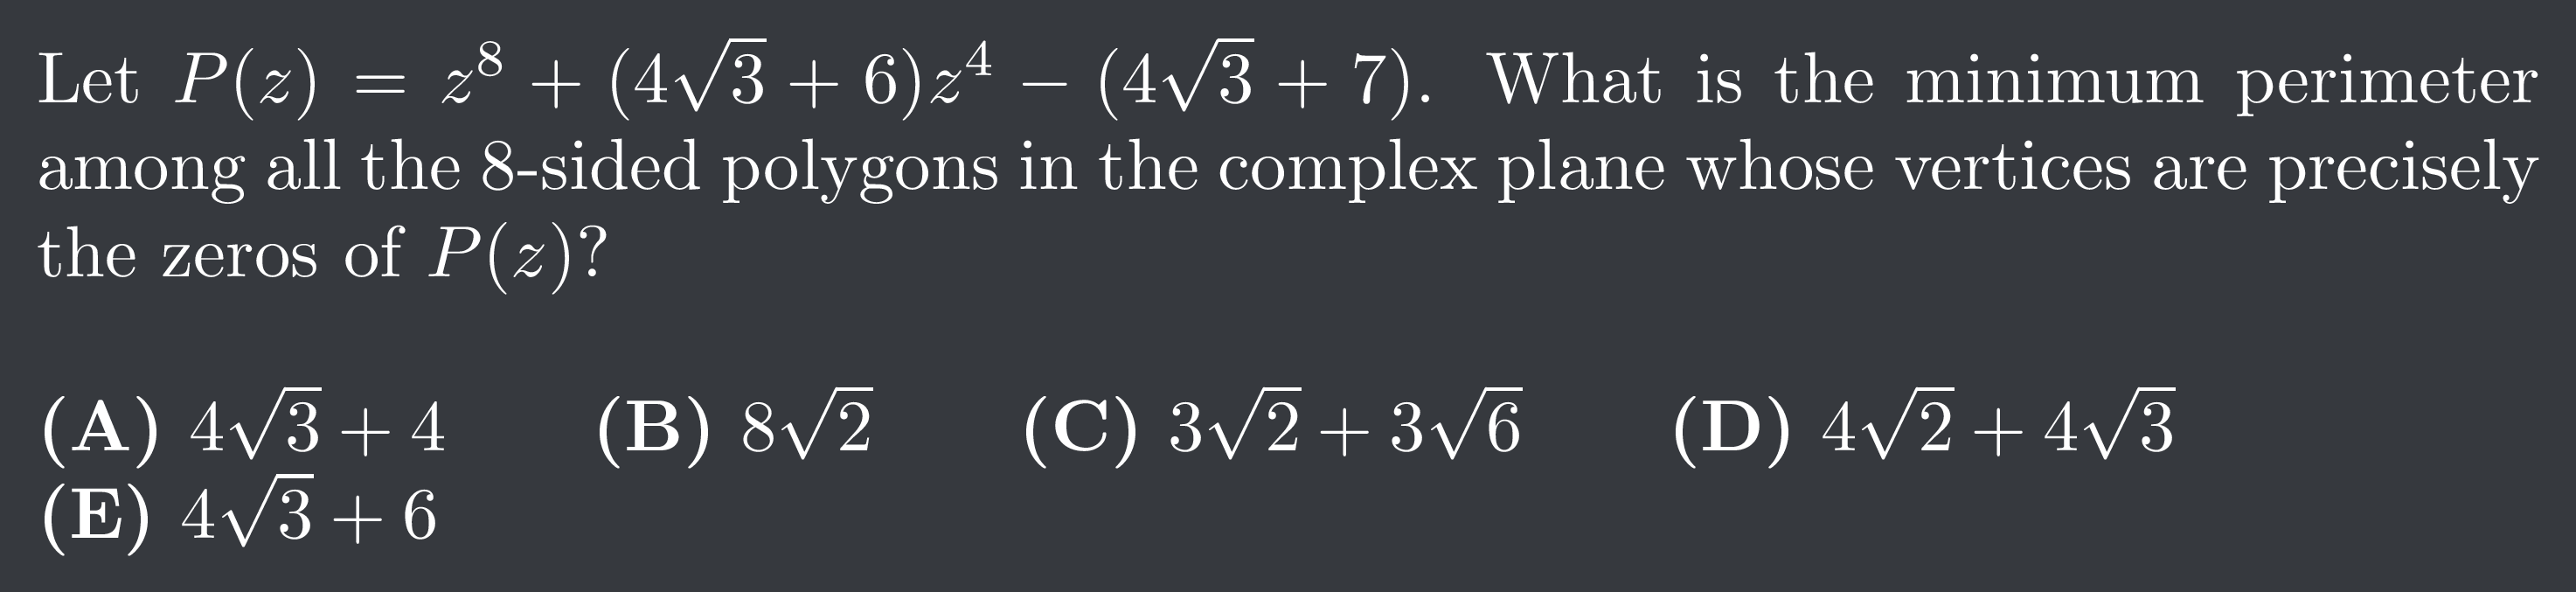 Let P(z) = z⁸ + (4√3 + 6)z⁴ − (4√3 + 7). What is the minimum perimeter
among all the 8-sided polygons in the complex plane whose vertices are precisely
the zeros of P(z)?
(A) 4√3 + 4 (B) 8√2 (C) 3√2 + 3√6 (D) 4√2 + 4√3
(E) 4√3 + 6